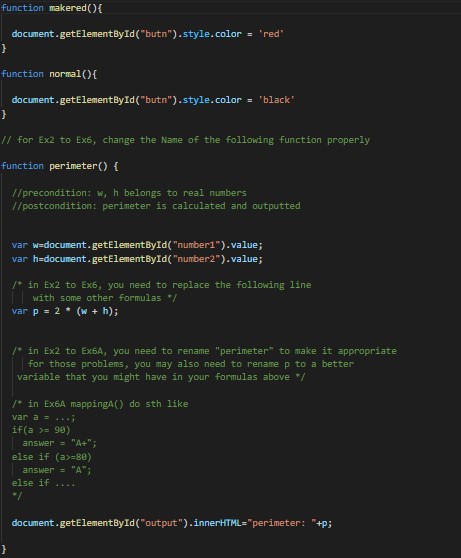 function makered(){
document.getElementById("butn").style.color = 'red'
}
function normal(){
document.getElementById("butn").style.color = 'black'
}
// for Ex2 to Ex6, change the Name of the following function properly
function perimeter() {
//precondition: w, h belongs to real numbers
//postcondition: perimeter is calculated and outputted
var w=document.getElementById("number1").value;
var h=document.getElementById("number2").value;
/* in Ex2 to Ex6, you need to replace the following line
with some other formulas */
var p = 2 * (w + h);
/* in Ex2 to Ex6A, you need to rename "perimeter" to make it appropriate
for those problems, you may also need to rename p to a better
variable that you might have in your formulas above */
/* in Ex6A mappingA() do sth like
var a = ...;
if(a >= 90)
answer = "A+";
else if (a>=80)
answer = "A";
else if ....
*/
document.getElementById("output").innerHTML="perimeter: "+p;
}